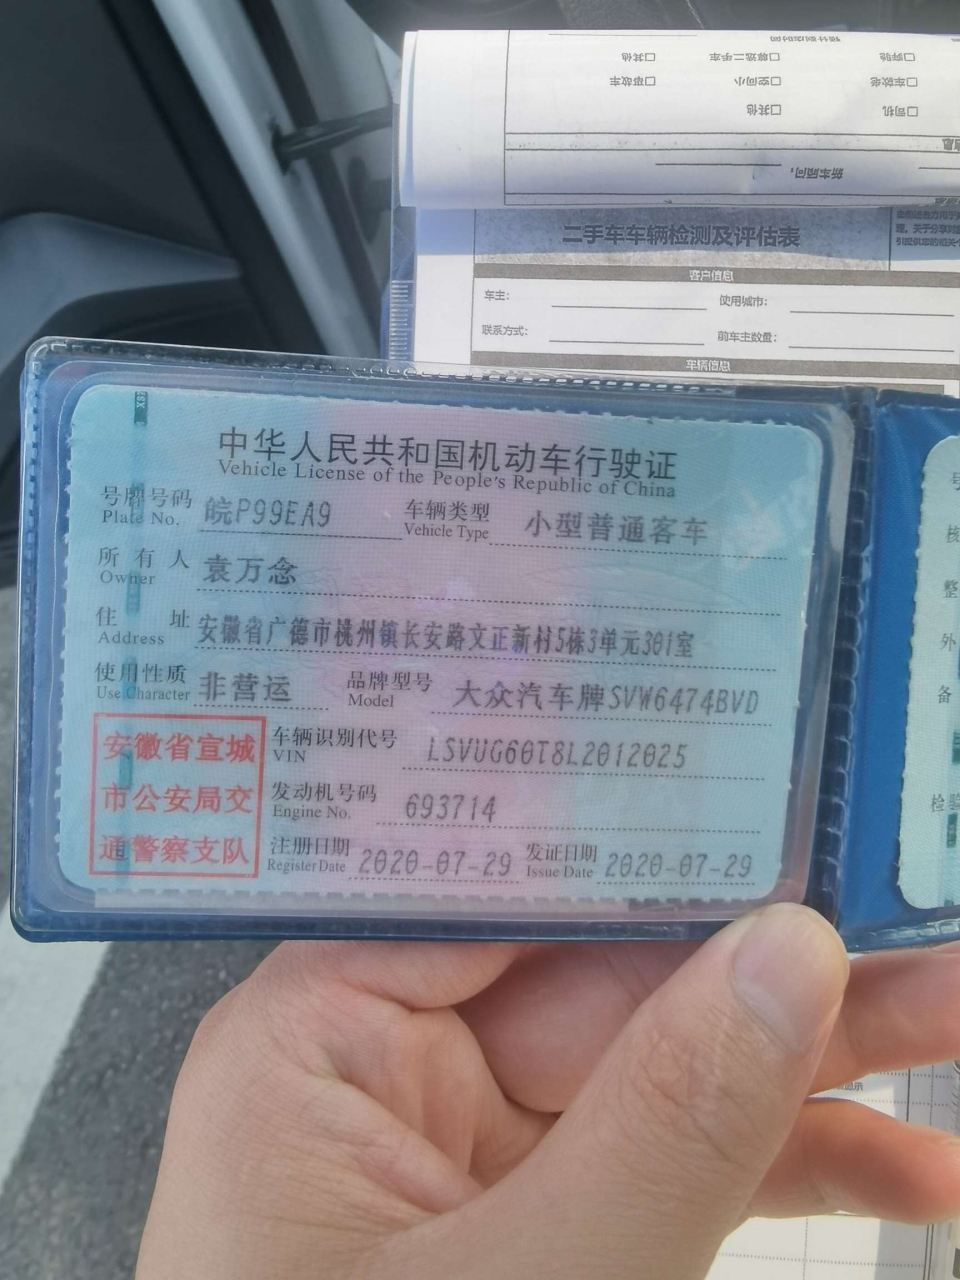 二手车车辆检测及评估表
客户信息
车主： 使用城市：
联系方式： 前车主数量：
车辆信息
中华人民共和国机动车行驶证
Vehicle License of the People's Republic of China
号牌号码 皖P99EA9 车辆类型 小型普通客车
Plate No. Vehicle Type
所有人 袁万念
Owner
住址 安徽省广德市桃州镇长安路文正新村5栋3单元301室
Address
使用性质 非营运 品牌型号 大众汽车牌SVW6474BVD
Use Character Model
安徽省宣城
市公安局交
通警察支队
车辆识别代号 LSVUG60T8L2012025
VIN
发动机号码 693714
Engine No.
注册日期 2020-07-29 发证日期 2020-07-29
Register Date Issue Date
号
核
整
外
备
检验